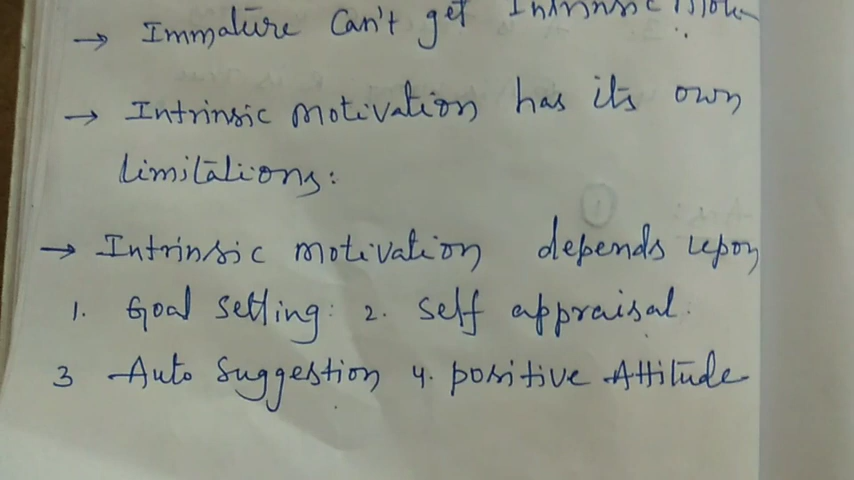 → Immature Can't get Intrinsic
→ Intrinsic motivation has its own
limitations:
→ Intrinsic motivation depends upon
1. Goal Setting: 2. Self appraisal.
3 Auto Suggestion 4. positive Attitude